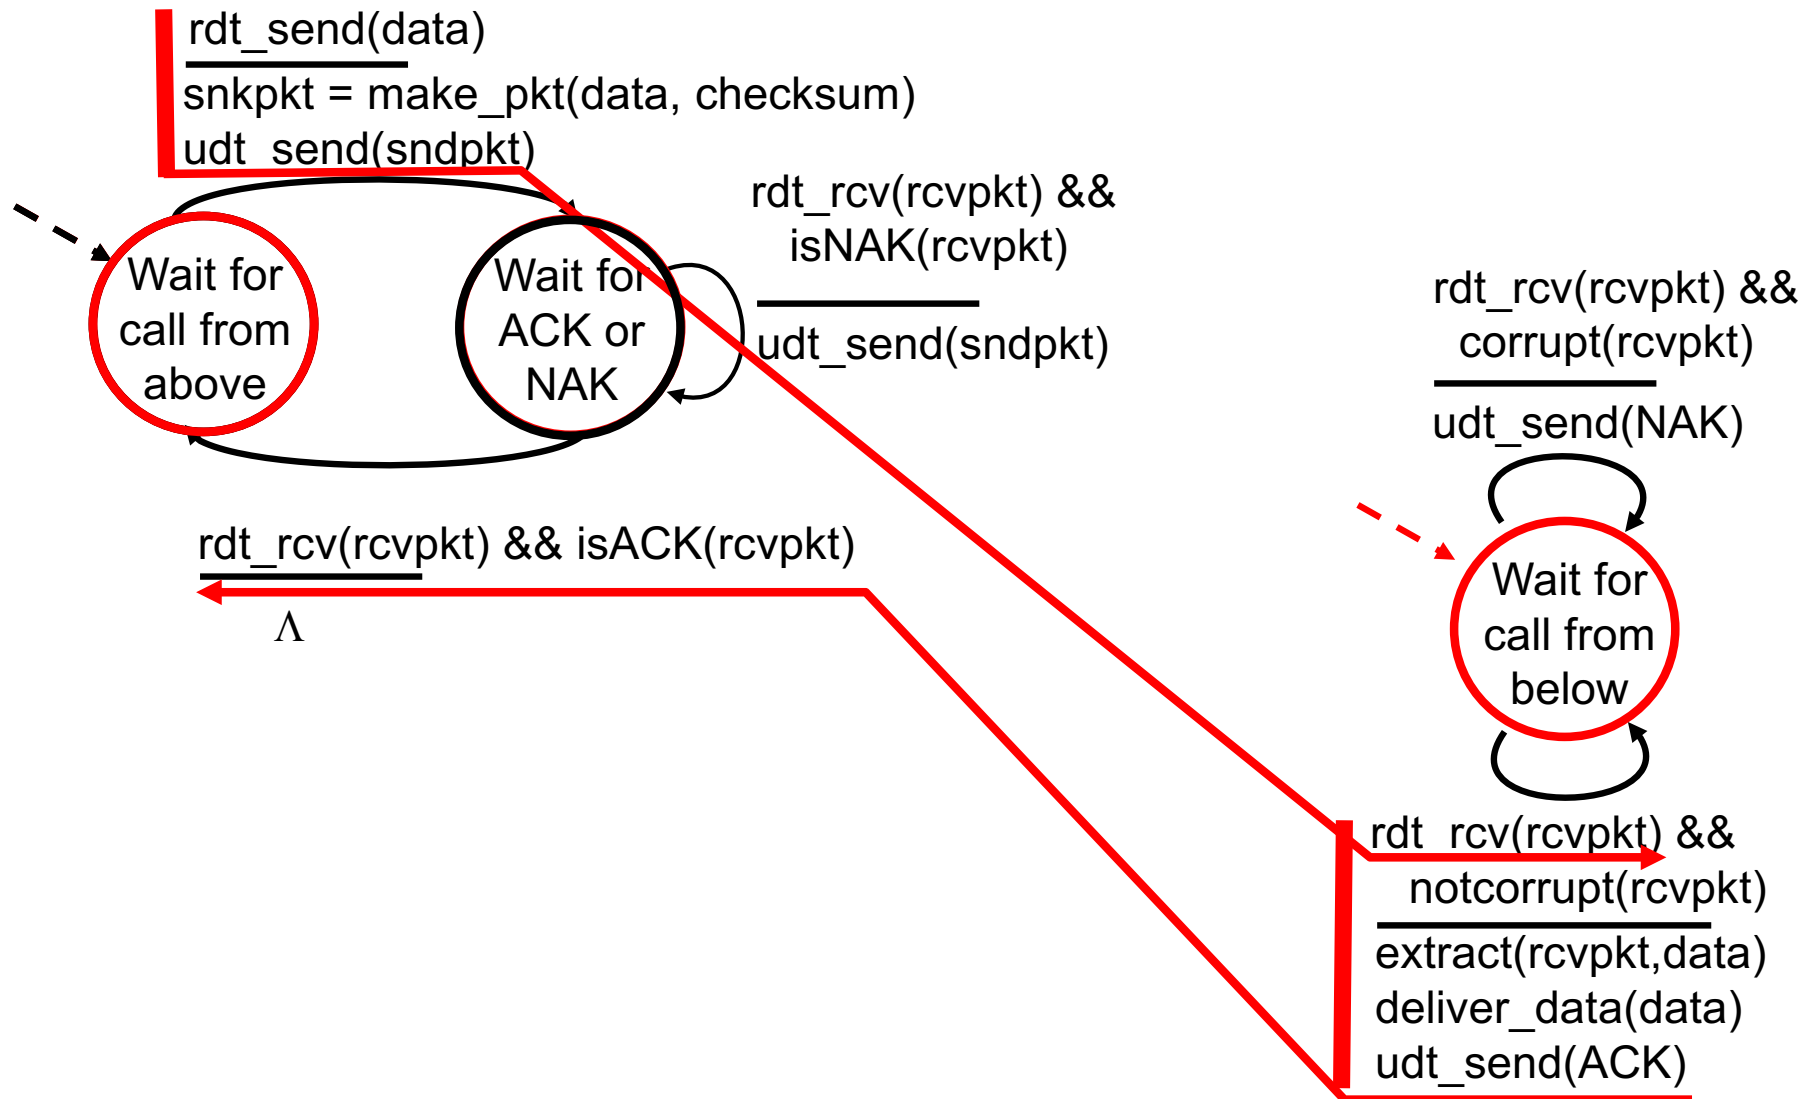 rdt_send(data)
snkpkt = make_pkt(data, checksum)
udt_send(sndpkt)
Wait for
call from
above
Wait for
ACK or
NAK
rdt_rcv(rcvpkt) &&
isNAK(rcvpkt)
udt_send(sndpkt)
rdt_rcv(rcvpkt) && isACK(rcvpkt)
Λ
rdt_rcv(rcvpkt) &&
corrupt(rcvpkt)
udt_send(NAK)
Wait for
call from
below
rdt_rcv(rcvpkt) &&
notcorrupt(rcvpkt)
extract(rcvpkt,data)
deliver_data(data)
udt_send(ACK)